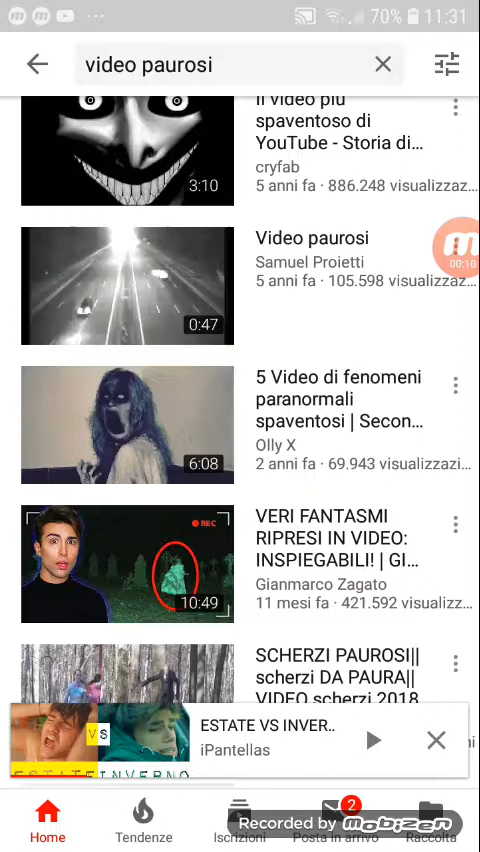 70% 11:31
video paurosi
Il video più
spaventoso di
YouTube - Storia di...
cryfab
5 anni fa · 886.248 visualizzaz...
3:10
Video paurosi
Samuel Proietti
5 anni fa · 105.598 visualizzaz...
0:47
00:10
5 Video di fenomeni
paranormali
spaventosi | Secon...
Olly X
2 anni fa · 69.943 visualizzazi...
6:08
VERI FANTASMI
RIPRESI IN VIDEO:
INSPIEGABILI! | GI...
Gianmarco Zagato
11 mesi fa · 421.592 visualizz...
REC
10:49
SCHERZI PAUROSI||
scherzi DA PAURA||
VIDEO scherzi 2018
ESTATE VS INVER..
iPantellas
VS
ESTATE INVERNO
2
Home Tendenze Iscrizioni Posta in arrivo Raccolta
Recorded by mobizen